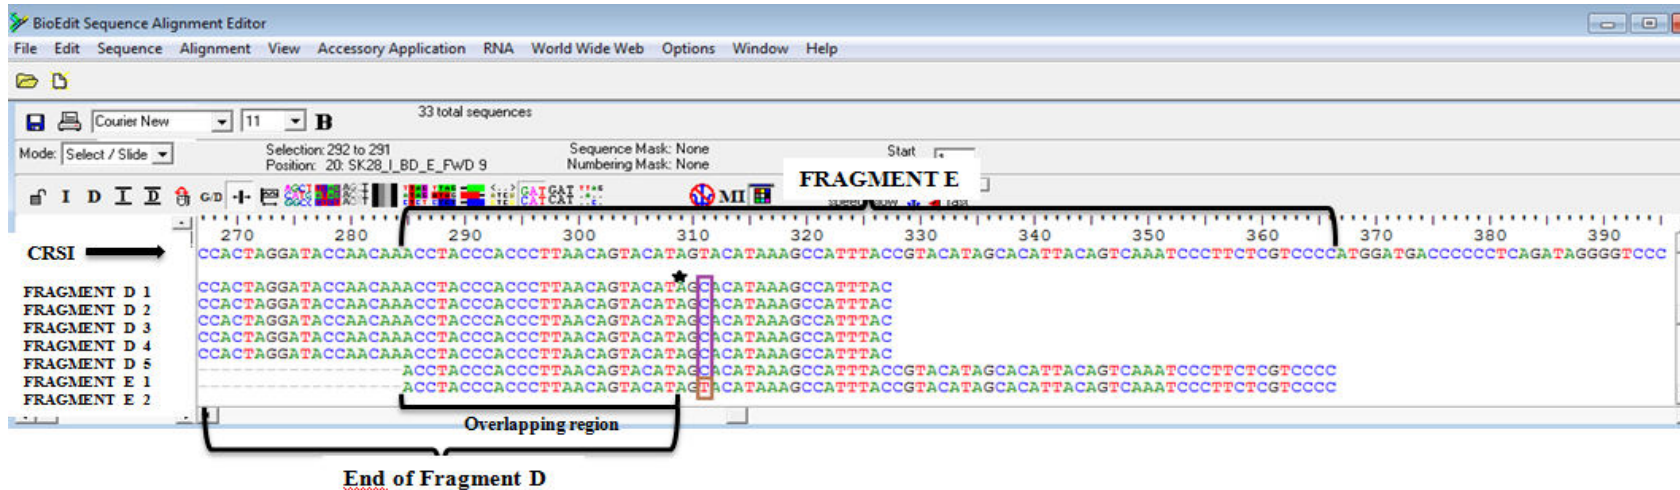 BioEdit Sequence Alignment Editor
File Edit Sequence Alignment View Accessory Application RNA World Wide Web Options Window Help
Courier New 11 B 33 total sequences
Mode: Select / Slide Selection: 292 to 291 Sequence Mask: None Start
Position: 20: SK28_I_BD_E_FWD 9 Numbering Mask: None
FRAGMENT E
I D I D G/D MI
270 280 290 300 310 320 330 340 350 360 370 380 390
CRSI CCACTAGGATACCAACAAACCTACCCACCCTTAACAGTACATAGTACATAAAGCCATTTACCGTACATAGCACATTACAGTCAAATCCCTTCTCGTCCCCATGGATGACCCCCCTCAGATAGGGGTCCC
FRAGMENT D 1 CCACTAGGATACCAACAAACCTACCCACCCTTAACAGTACATAGCACATAAAGCCATTTAC
FRAGMENT D 2 CCACTAGGATACCAACAAACCTACCCACCCTTAACAGTACATAGCACATAAAGCCATTTAC
FRAGMENT D 3 CCACTAGGATACCAACAAACCTACCCACCCTTAACAGTACATAGCACATAAAGCCATTTAC
FRAGMENT D 4 CCACTAGGATACCAACAAACCTACCCACCCTTAACAGTACATAGCACATAAAGCCATTTAC
FRAGMENT D 5 CCACTAGGATACCAACAAACCTACCCACCCTTAACAGTACATAGCACATAAAGCCATTTAC
FRAGMENT E 1 ACCTACCCACCCTTAACAGTACATAGCACATAAAGCCATTTACCGTACATAGCACATTACAGTCAAATCCCTTCTCGTCCCC
FRAGMENT E 2 ACCTACCCACCCTTAACAGTACATAGTACATAAAGCCATTTACCGTACATAGCACATTACAGTCAAATCCCTTCTCGTCCCC
Overlapping region
End of Fragment D